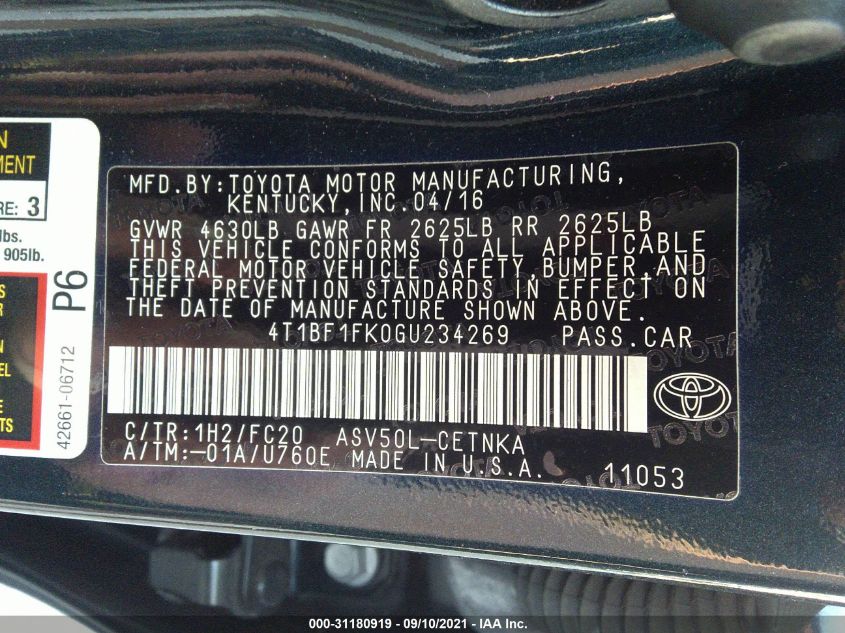 N
MENT
RE: 3
lbs.
905lb.
S
R
EL
E
TS
P6
42661-06712
MFD.BY:TOYOTA MOTOR MANUFACTURING,
KENTUCKY,INC.04/16
GVWR 4630LB GAWR FR 2625LB RR 2625LB
THIS VEHICLE CONFORMS TO ALL APPLICABLE
FEDERAL MOTOR VEHICLE SAFETY,BUMPER,AND
THEFT PREVENTION STANDARDS IN EFFECT ON
THE DATE OF MANUFACTURE SHOWN ABOVE.
4T1BF1FK0GU234269 PASS.CAR
C/TR:1H2/FC20 ASV50L-CETNKA
A/TM:-01A/U760E MADE IN U.S.A. 11053
TOYOTA
000-31180919 - 09/10/2021 - IAA Inc.